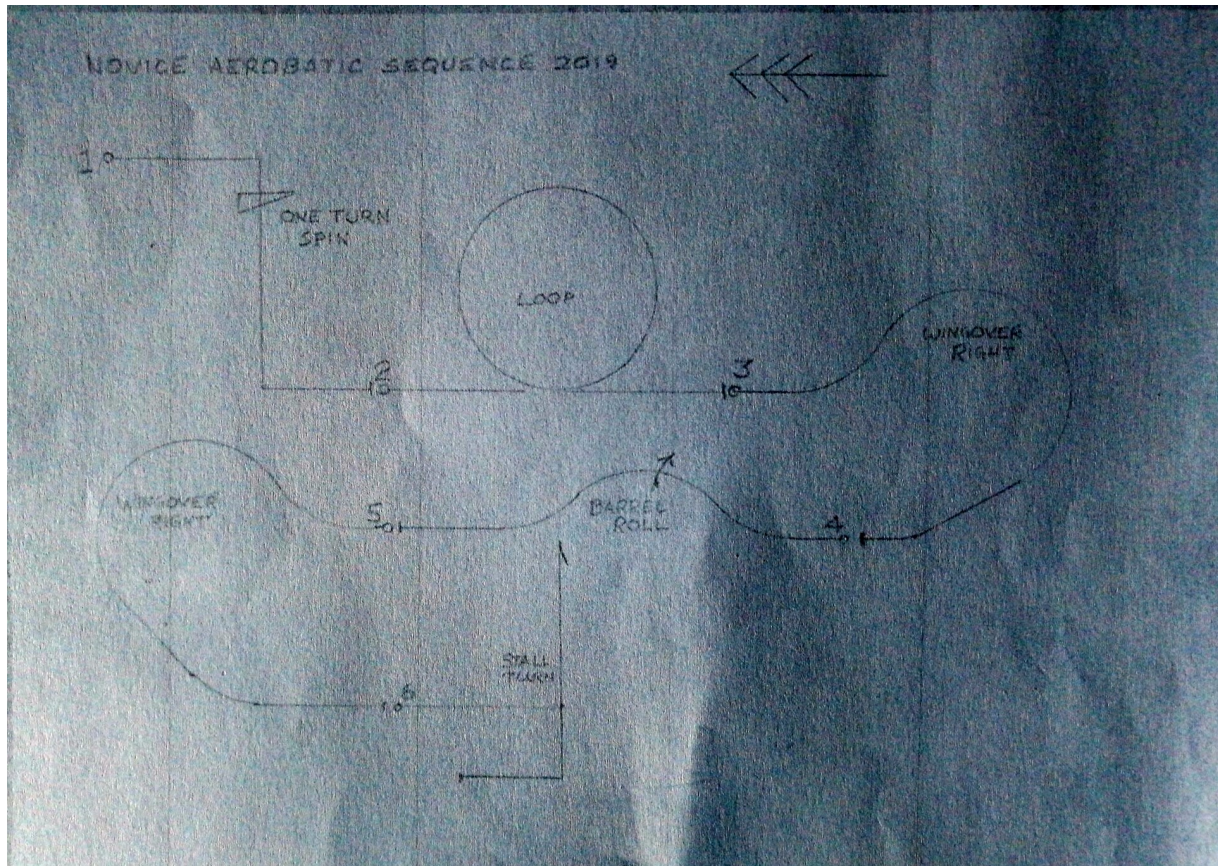 NOVICE AEROBATIC SEQUENCE 2019
1
ONE TURN
SPIN
LOOP
2
3
WINGOVER
RIGHT
WINGOVER
RIGHT
5
BARREL
ROLL
4
STALL
TURN
6